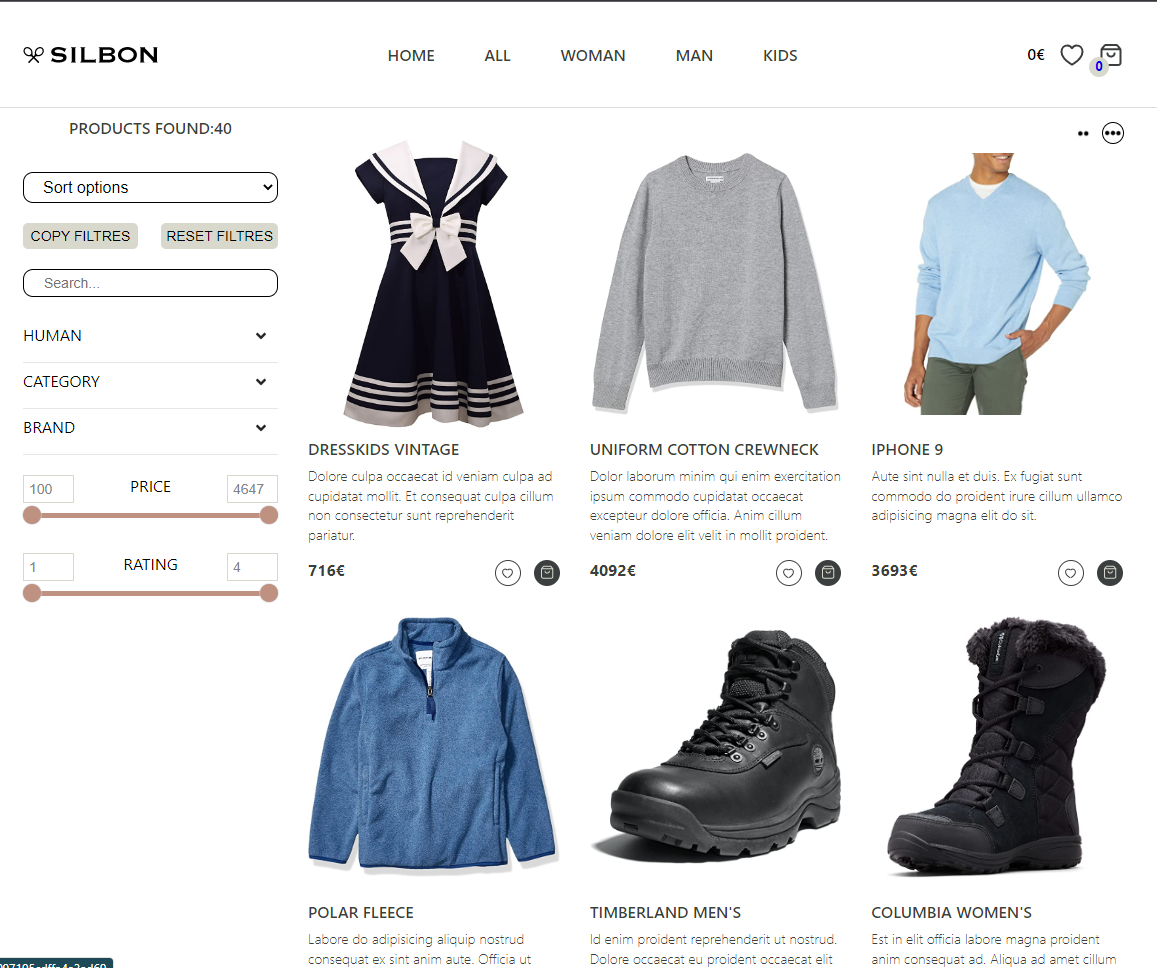 SILBON
HOME ALL WOMAN MAN KIDS
0€
0
PRODUCTS FOUND:40
Sort options
COPY FILTRES RESET FILTRES
Search...
HUMAN
CATEGORY
BRAND
100 PRICE 4647
1 RATING 4
DRESSKIDS VINTAGE
Dolore culpa occaecat id veniam culpa ad
cupidatat mollit. Et consequat culpa cillum
non consectetur sunt reprehenderit
pariatur.
716€
UNIFORM COTTON CREWNECK
Dolor laborum minim qui enim exercitation
ipsum commodo cupidatat occaecat
excepteur dolore officia. Anim cillum
veniam dolore elit velit in mollit proident.
4092€
IPHONE 9
Aute sint nulla et duis. Ex fugiat sunt
commodo do proident irure cillum ullamco
adipisicing magna elit do sit.
3693€
POLAR FLEECE
Labore do adipisicing aliquip nostrud
consequat ex sint anim aute. Officia ut
TIMBERLAND MEN'S
Id enim proident reprehenderit ut nostrud.
Dolore occaecat eu proident occaecat elit
COLUMBIA WOMEN'S
Est in elit officia labore magna proident
anim consequat ad. Aliqua ad amet cillum